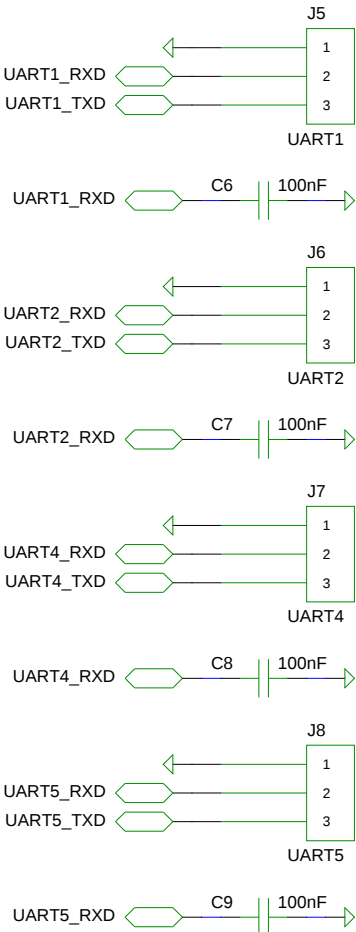 J5
1
UART1_RXD 2
UART1_TXD 3
UART1
C6 100nF
UART1_RXD
J6
1
UART2_RXD 2
UART2_TXD 3
UART2
C7 100nF
UART2_RXD
J7
1
UART4_RXD 2
UART4_TXD 3
UART4
C8 100nF
UART4_RXD
J8
1
UART5_RXD 2
UART5_TXD 3
UART5
C9 100nF
UART5_RXD